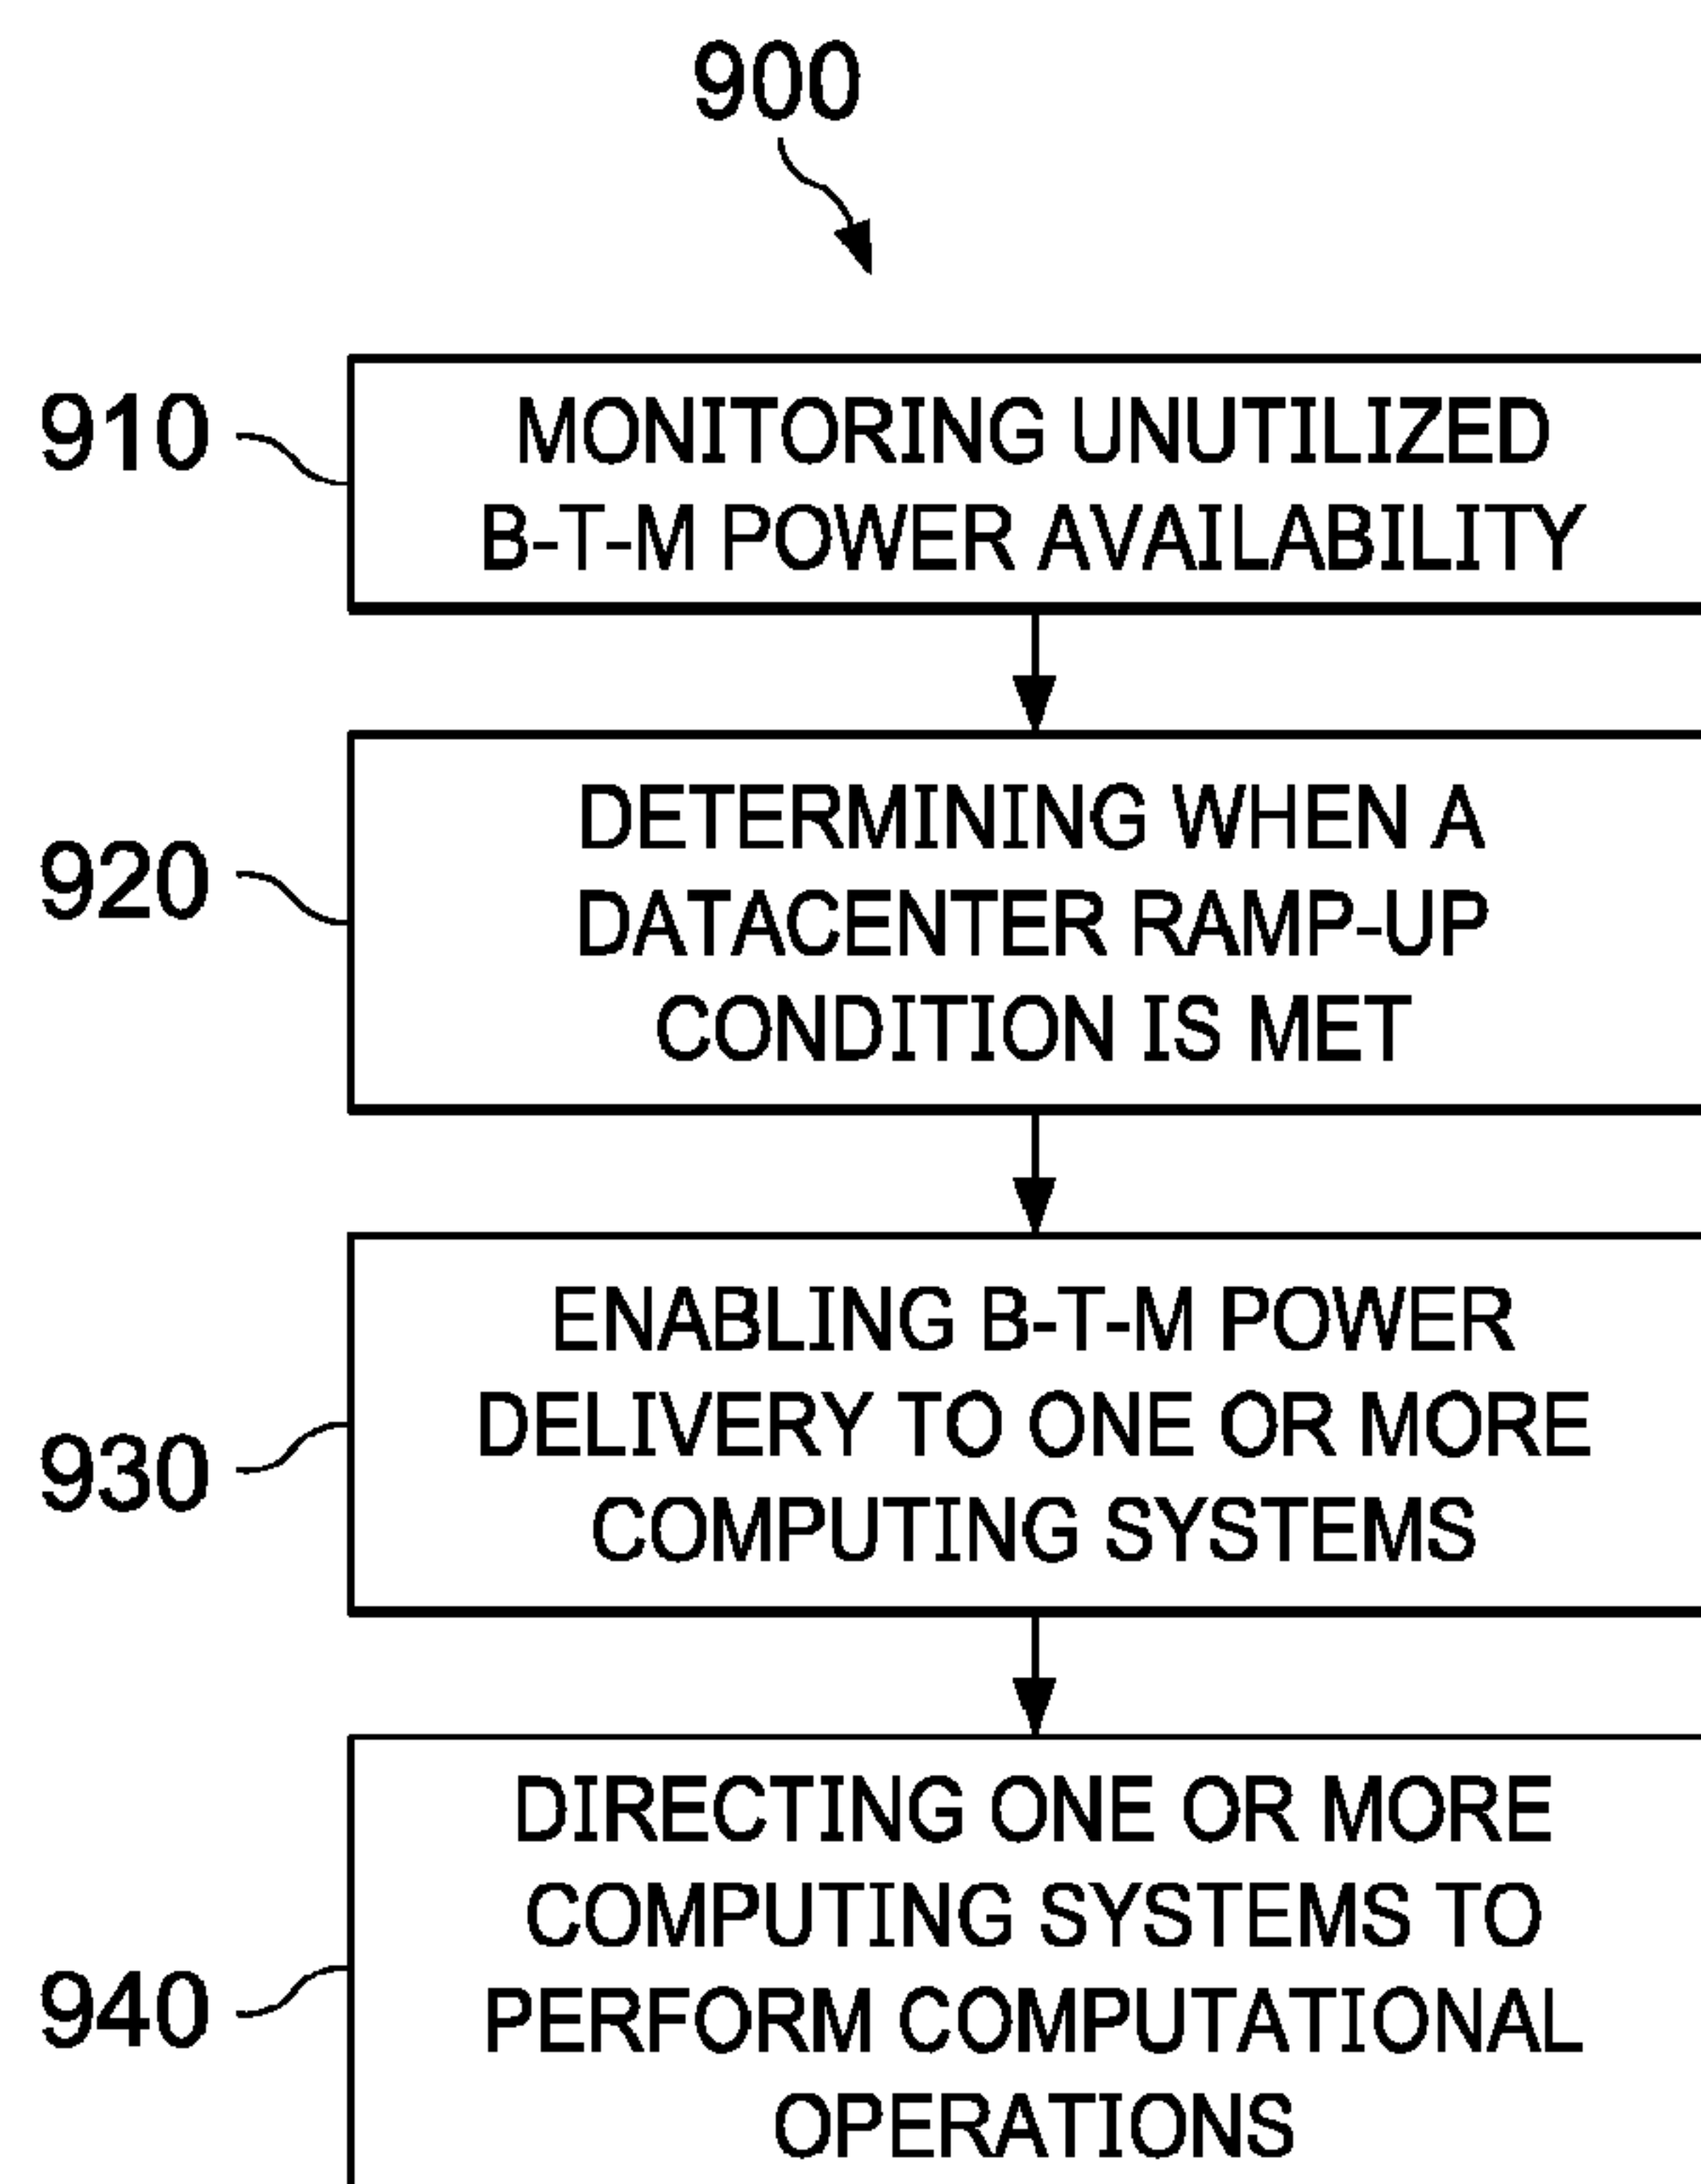 900
910
MONITORING UNUTILIZED
B-T-M POWER AVAILABILITY
920
DETERMINING WHEN A
DATACENTER RAMP-UP
CONDITION IS MET
930
ENABLING B-T-M POWER
DELIVERY TO ONE OR MORE
COMPUTING SYSTEMS
940
DIRECTING ONE OR MORE
COMPUTING SYSTEMS TO
PERFORM COMPUTATIONAL
OPERATIONS